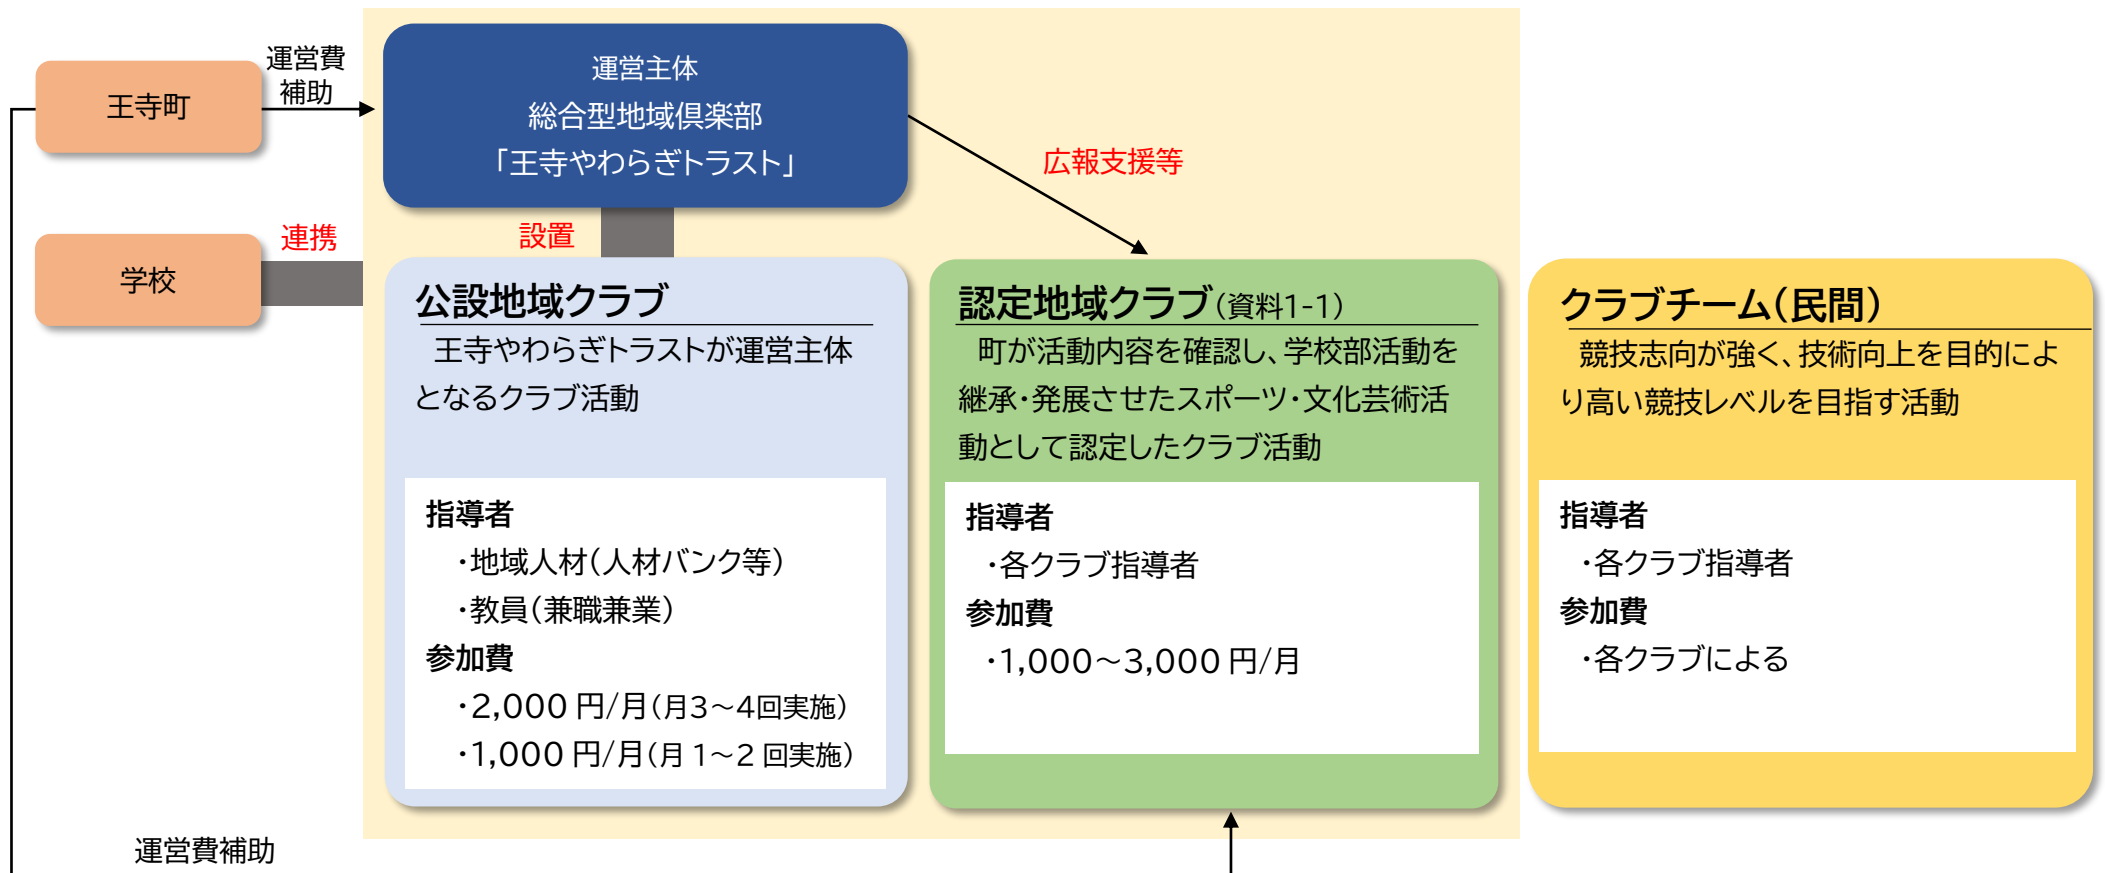 王寺町
運営費
補助
運営主体
総合型地域倶楽部
「王寺やわらぎトラスト」
広報支援等
学校
連携
設置
公設地域クラブ
王寺やわらぎトラストが運営主体
となるクラブ活動
指導者
・地域人材(人材バンク等)
・教員(兼職兼業)
参加費
・2,000円/月(月3～4回実施)
・1,000円/月(月1～2回実施)
認定地域クラブ(資料1-1)
町が活動内容を確認し、学校部活動を
継承・発展させたスポーツ・文化芸術活
動として認定したクラブ活動
指導者
・各クラブ指導者
参加費
・1,000～3,000円/月
クラブチーム(民間)
競技志向が強く、技術向上を目的によ
り高い競技レベルを目指す活動
指導者
・各クラブ指導者
参加費
・各クラブによる
運営費補助